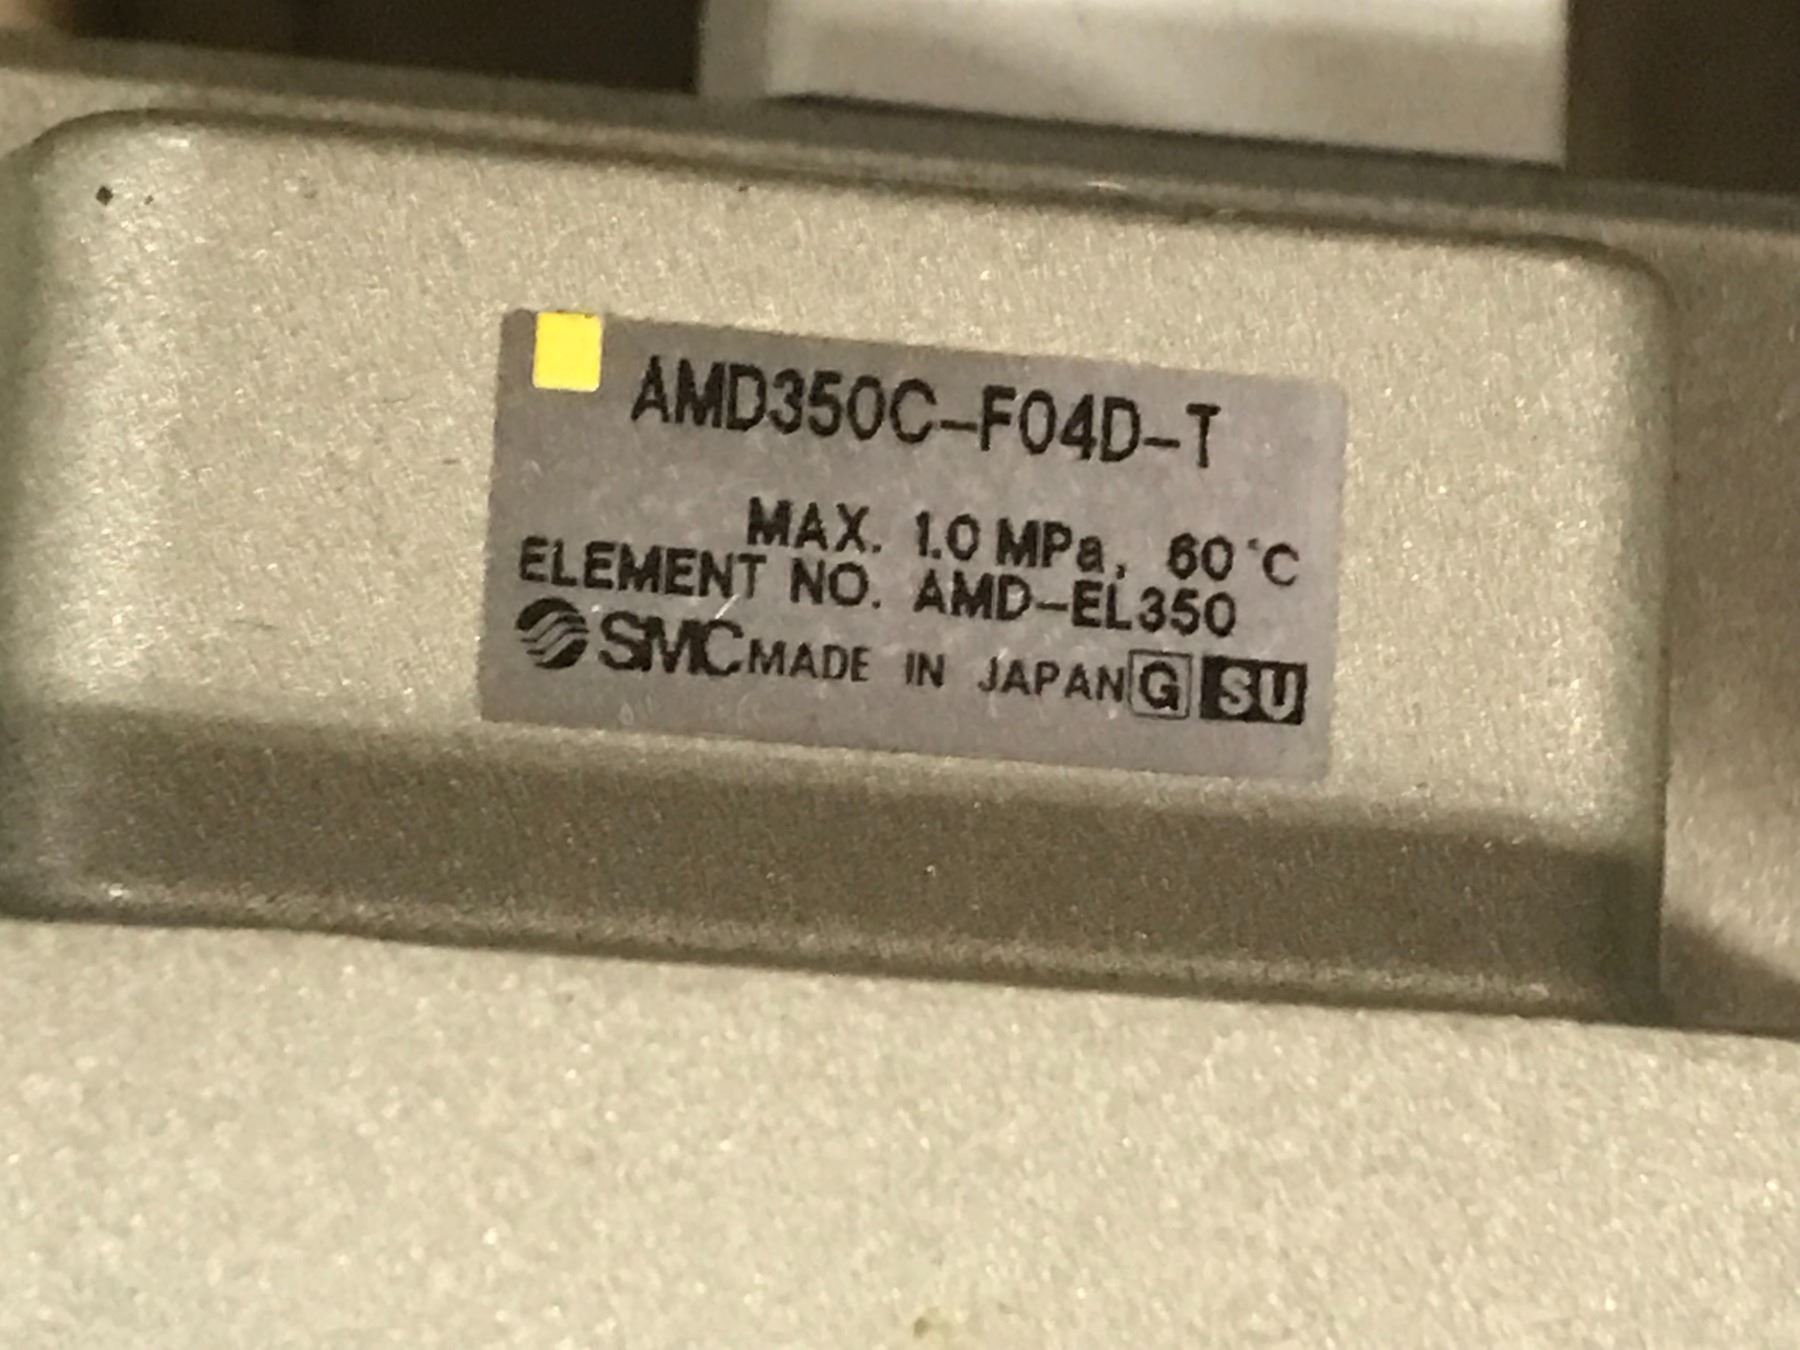 AMD350C-F04D-T
MAX. 1.0 MPa, 60°C
ELEMENT NO. AMD-EL350
SMC MADE IN JAPAN G SU